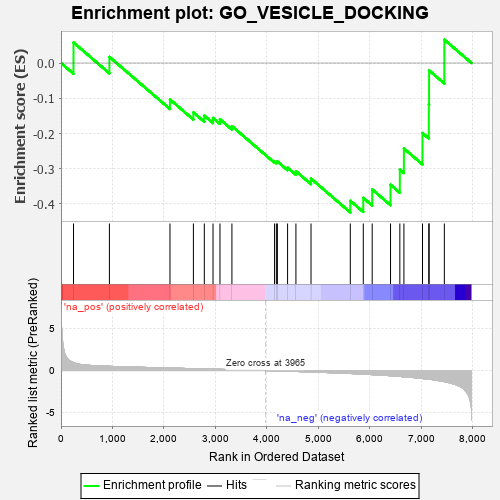 Enrichment plot: GO_VESICLE_DOCKING
Enrichment score (ES)
0.0
-0.1
-0.2
-0.3
-0.4
'na_pos' (positively correlated)
Ranked list metric (PreRanked)
5
0
-5
Zero cross at 3965
'na_neg' (negatively correlated)
0 1,000 2,000 3,000 4,000 5,000 6,000 7,000 8,000
Rank in Ordered Dataset
Enrichment profile Hits Ranking metric scores